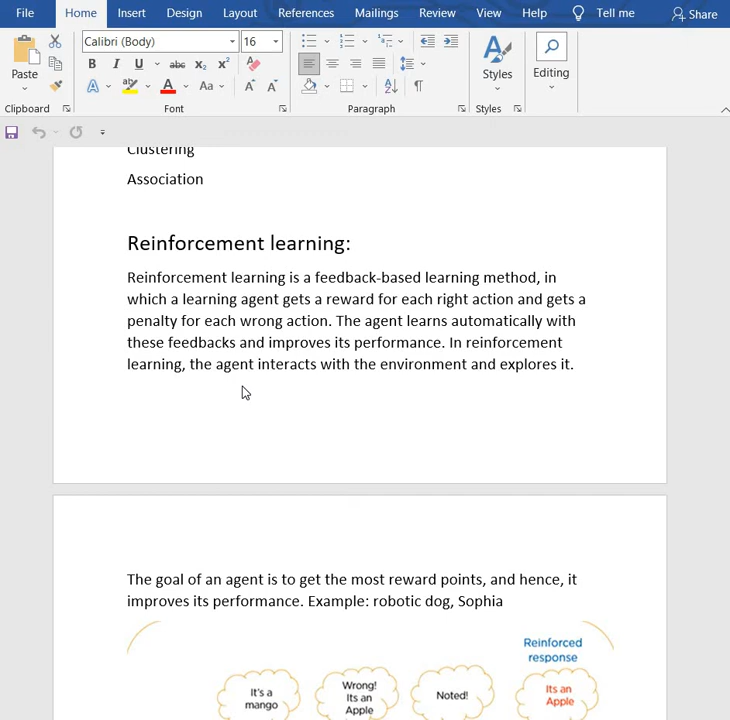 File Home Insert Design Layout References Mailings Review View Help Tell me Share
Calibri (Body) 16
Paste
Styles
Editing
B I U abc x₂ x²
A A Aa A A
Clipboard Font Paragraph Styles
Clustering
Association
Reinforcement learning:
Reinforcement learning is a feedback-based learning method, in
which a learning agent gets a reward for each right action and gets a
penalty for each wrong action. The agent learns automatically with
these feedbacks and improves its performance. In reinforcement
learning, the agent interacts with the environment and explores it.
The goal of an agent is to get the most reward points, and hence, it
improves its performance. Example: robotic dog, Sophia
Reinforced
response
It's a
mango
Wrong!
Its an
Apple
Noted!
Its an
Apple